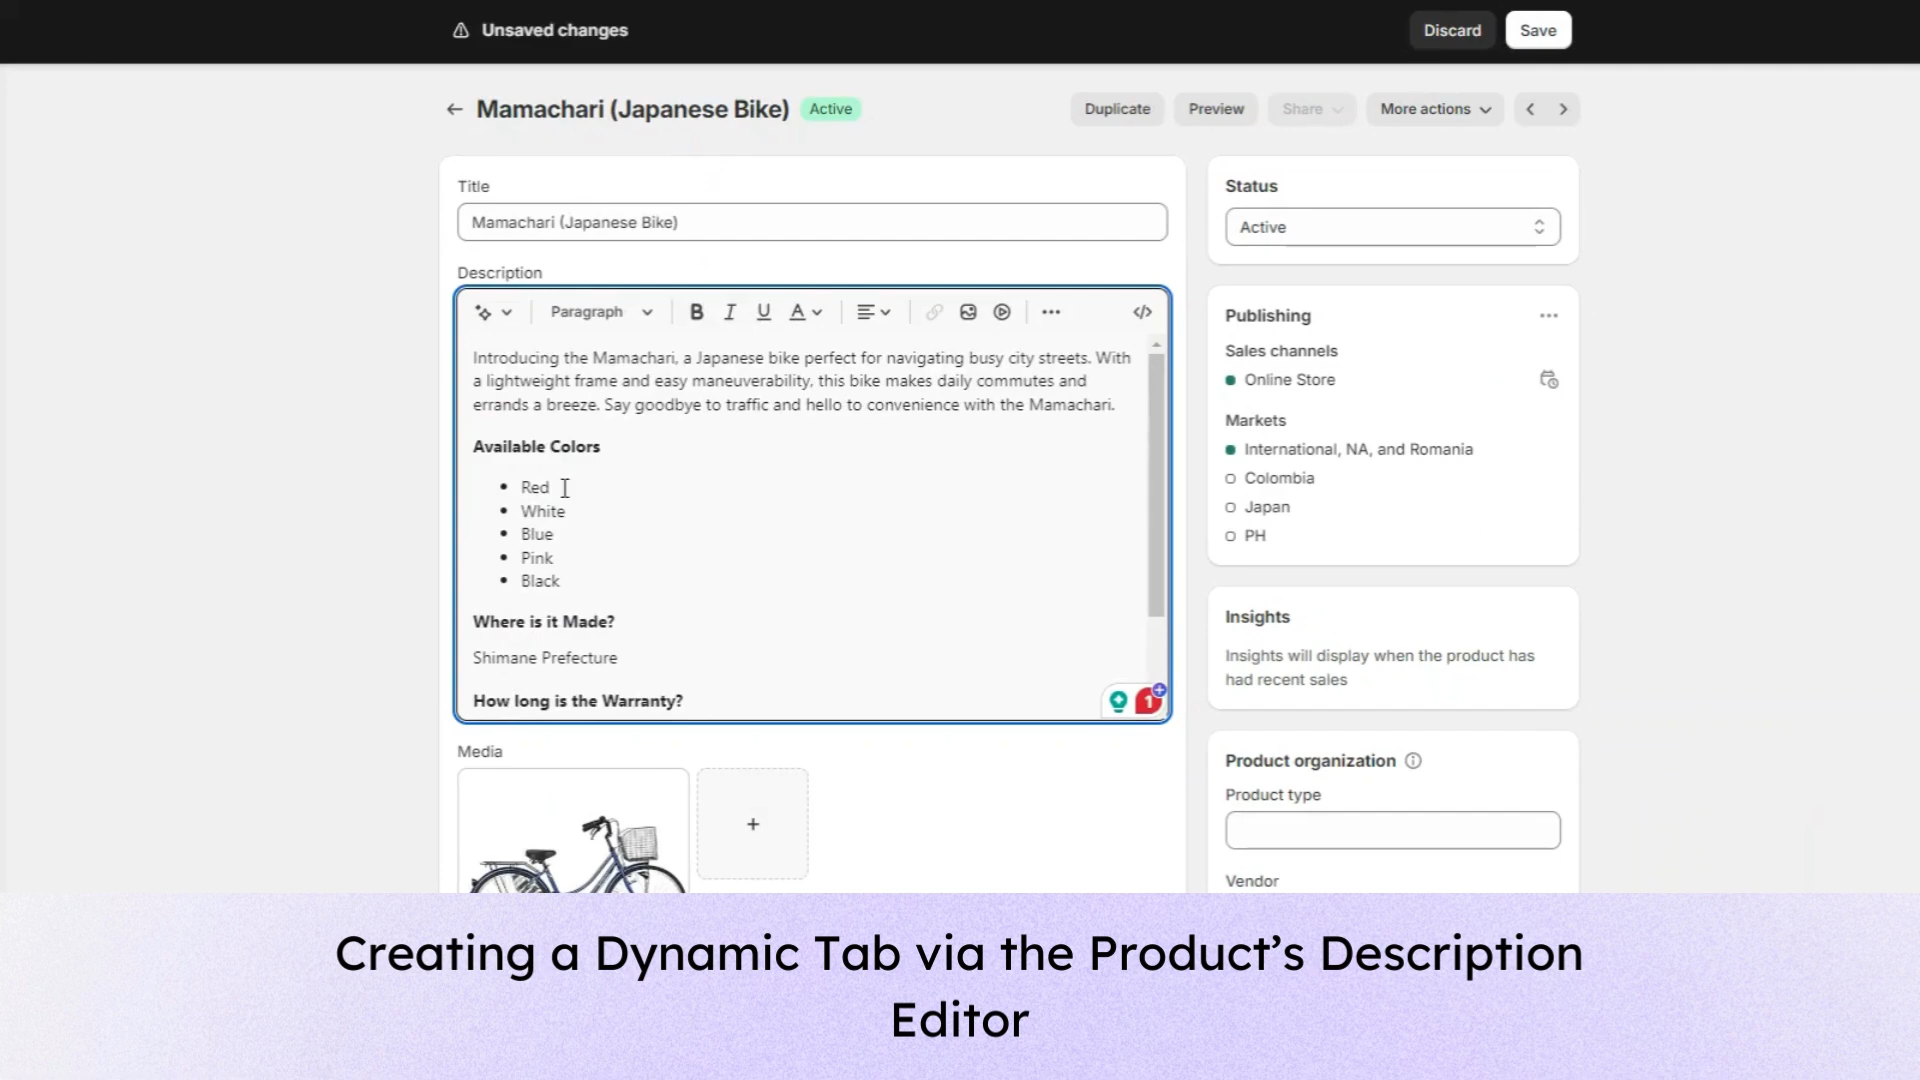 Unsaved changes
Discard
Save
Mamachari (Japanese Bike)
Active
Duplicate
Preview
Share
More actions
Title
Mamachari (Japanese Bike)
Description
Paragraph
B
I
U
A
Introducing the Mamachari, a Japanese bike perfect for navigating busy city streets. With
a lightweight frame and easy maneuverability, this bike makes daily commutes and
errands a breeze. Say goodbye to traffic and hello to convenience with the Mamachari.
Available Colors
Red
White
Blue
Pink
Black
Where is it Made?
Shimane Prefecture
How long is the Warranty?
1
Media
Status
Active
Publishing
Sales channels
Online Store
Markets
International, NA, and Romania
Colombia
Japan
PH
Insights
Insights will display when the product has
had recent sales
Product organization
Product type
Vendor
Creating a Dynamic Tab via the Product’s Description
Editor